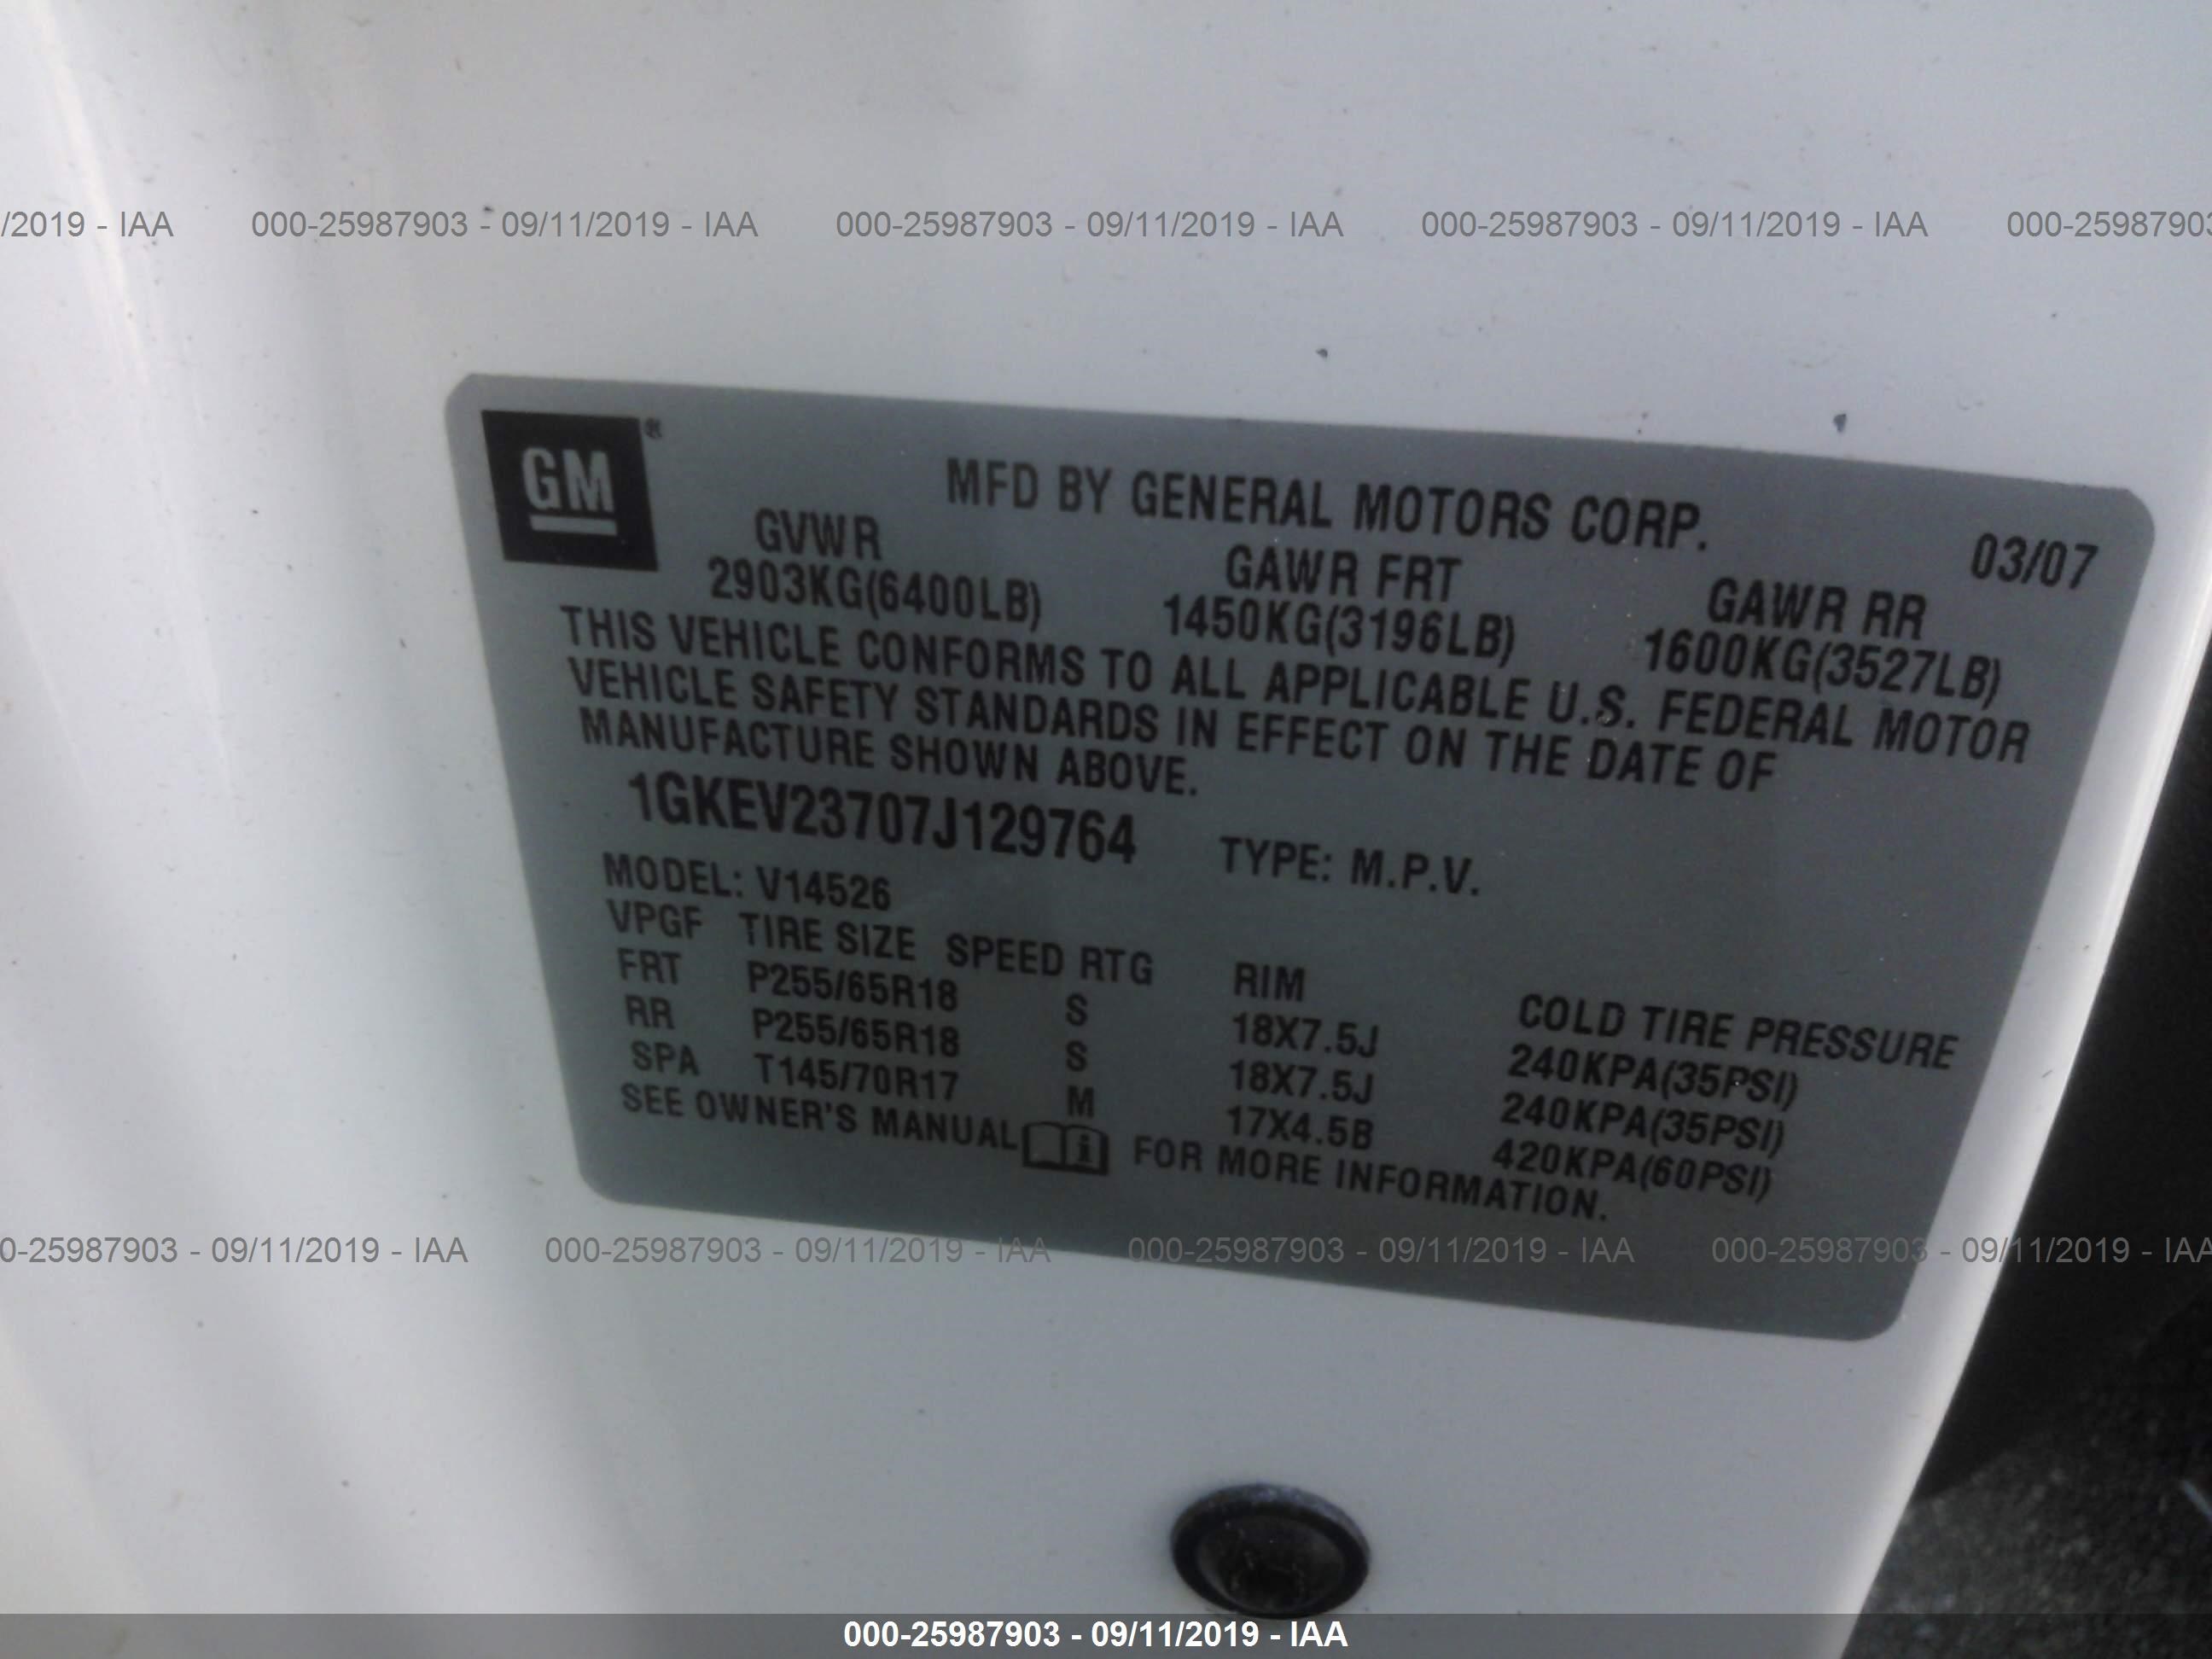 /2019 - IAA 000-25987903 - 09/11/2019 - IAA 000-25987903 - 09/11/2019 - IAA 000-25987903 - 09/11/2019 - IAA 000-25987903
GM®
MFD BY GENERAL MOTORS CORP. 03/07
GVWR GAWR FRT GAWR RR
2903KG(6400LB) 1450KG(3196LB) 1600KG(3527LB)
THIS VEHICLE CONFORMS TO ALL APPLICABLE U.S. FEDERAL MOTOR
VEHICLE SAFETY STANDARDS IN EFFECT ON THE DATE OF
MANUFACTURE SHOWN ABOVE.
1GKEV23707J129764 TYPE: M.P.V.
MODEL: V14526
VPGF TIRE SIZE SPEED RTG RIM COLD TIRE PRESSURE
FRT P255/65R18 S 18X7.5J 240KPA(35PSI)
RR P255/65R18 S 18X7.5J 240KPA(35PSI)
SPA T145/70R17 M 17X4.5B 420KPA(60PSI)
SEE OWNER'S MANUAL FOR MORE INFORMATION.
0-25987903 - 09/11/2019 - IAA 000-25987903 - 09/11/2019 - IAA 000-25987903 - 09/11/2019 - IAA 000-25987903 - 09/11/2019 - IAA
000-25987903 - 09/11/2019 - IAA